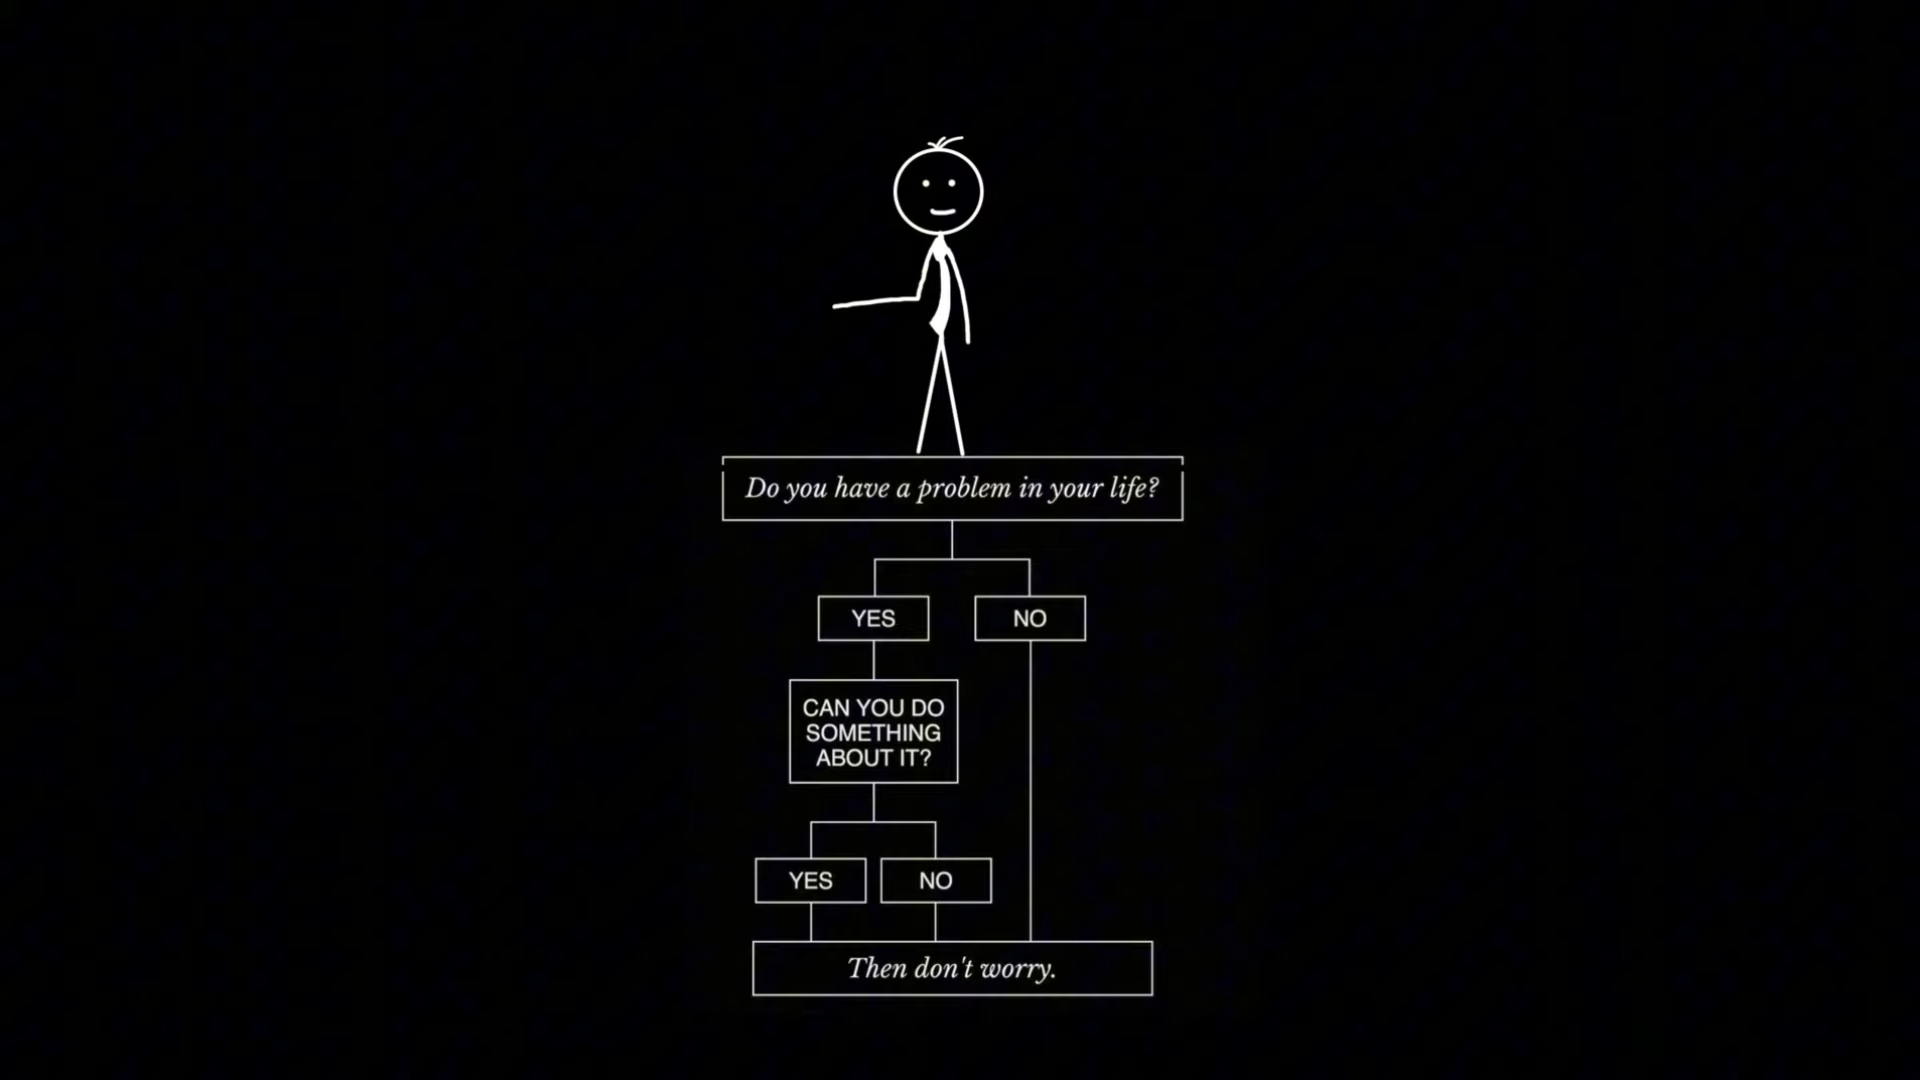 Do you have a problem in your life?
YES
NO
CAN YOU DO
SOMETHING
ABOUT IT?
YES
NO
Then don't worry.